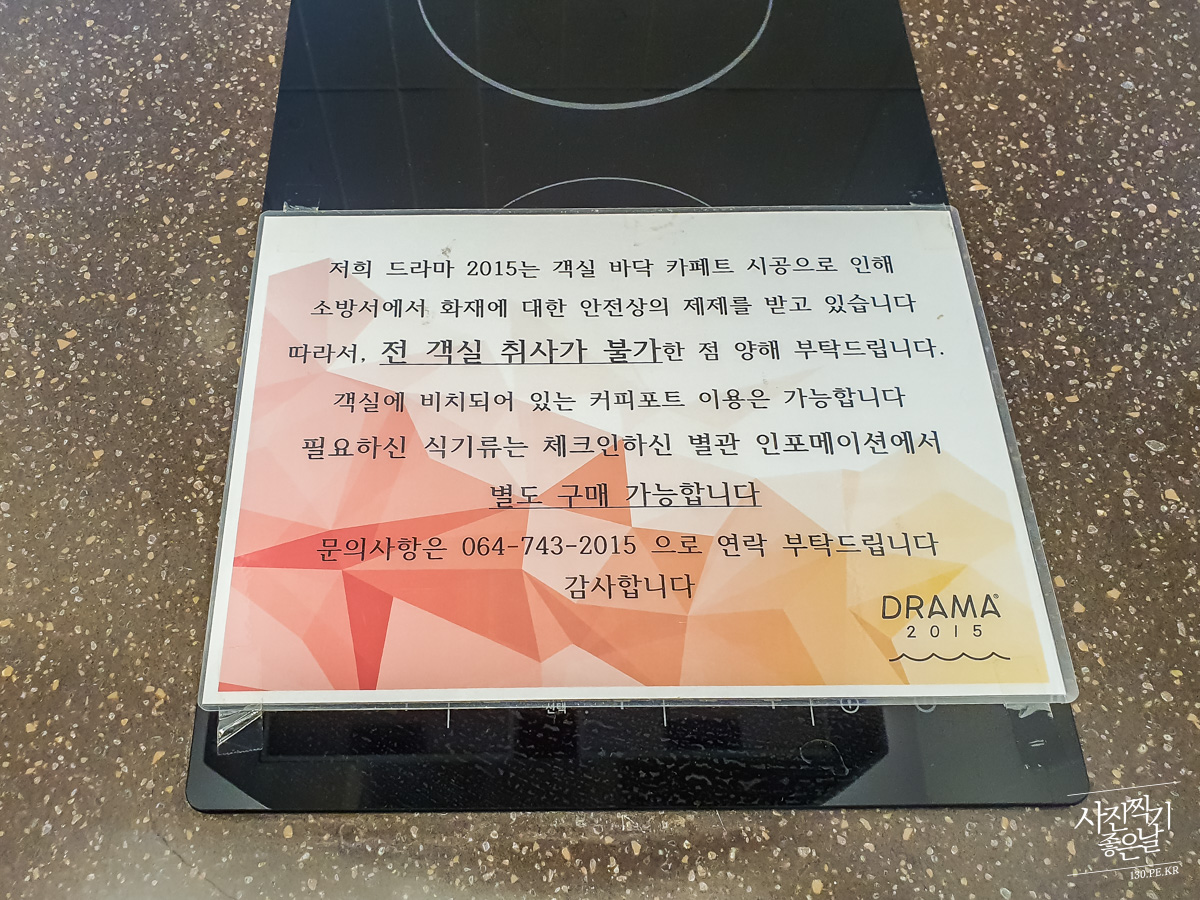 저희 드라마 2015는 객실 바닥 카페트 시공으로 인해
소방서에서 화재에 대한 안전상의 제제를 받고 있습니다
따라서, 전 객실 취사가 불가한 점 양해 부탁드립니다.
객실에 비치되어 있는 커피포트 이용은 가능합니다
필요하신 식기류는 체크인하신 별관 인포메이션에서
별도 구매 가능합니다
문의사항은 064-743-2015 으로 연락 부탁드립니다
감사합니다
DRAMA®
2015
선택
사진찍기
좋은날
130.PE.KR